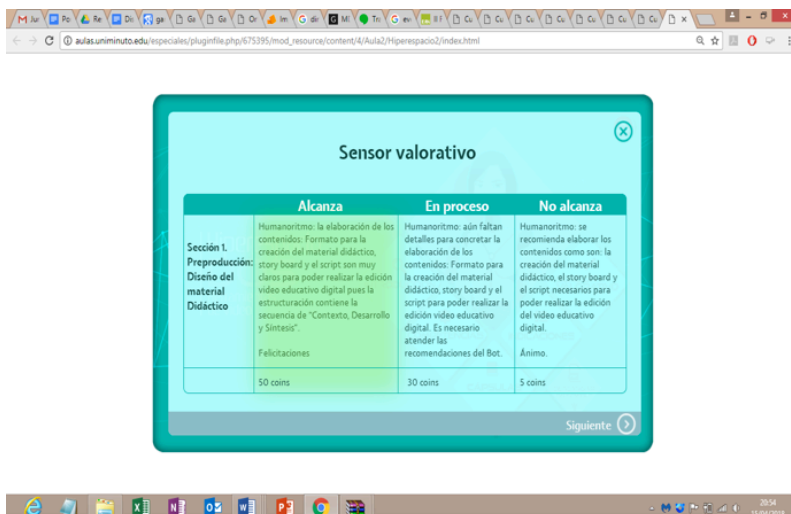 aulas.uniminuto.edu/especiales/pluginfile.php/675395/mod_resource/content/4/Aula2/Hiperespacio2/index.html
Sensor valorativo
Alcanza
En proceso
No alcanza
Sección 1.
Preproducción:
Diseño del
material
Didáctico
Humanoritmo: la elaboración de los
contenidos: Formato para la
creación del material didáctico,
story board y el script son muy
claros para poder realizar la edición
video educativo digital pues la
estructuración contiene la
secuencia de "Contexto, Desarrollo
y Síntesis".
Felicitaciones
Humanoritmo: aún faltan
detalles para concretar la
elaboración de los
contenidos: Formato para
la creación del material
didáctico, story board y el
script para poder realizar la
edición video educativo
digital. Es necesario
atender las
recomendaciones del Bot.
Humanoritmo: se
recomienda elaborar los
contenidos como son: la
creación del material
didáctico, el story board y
el script necesarios para
poder realizar la edición
del video educativo
digital.
Ánimo.
50 coins
30 coins
5 coins
Siguiente
20:54